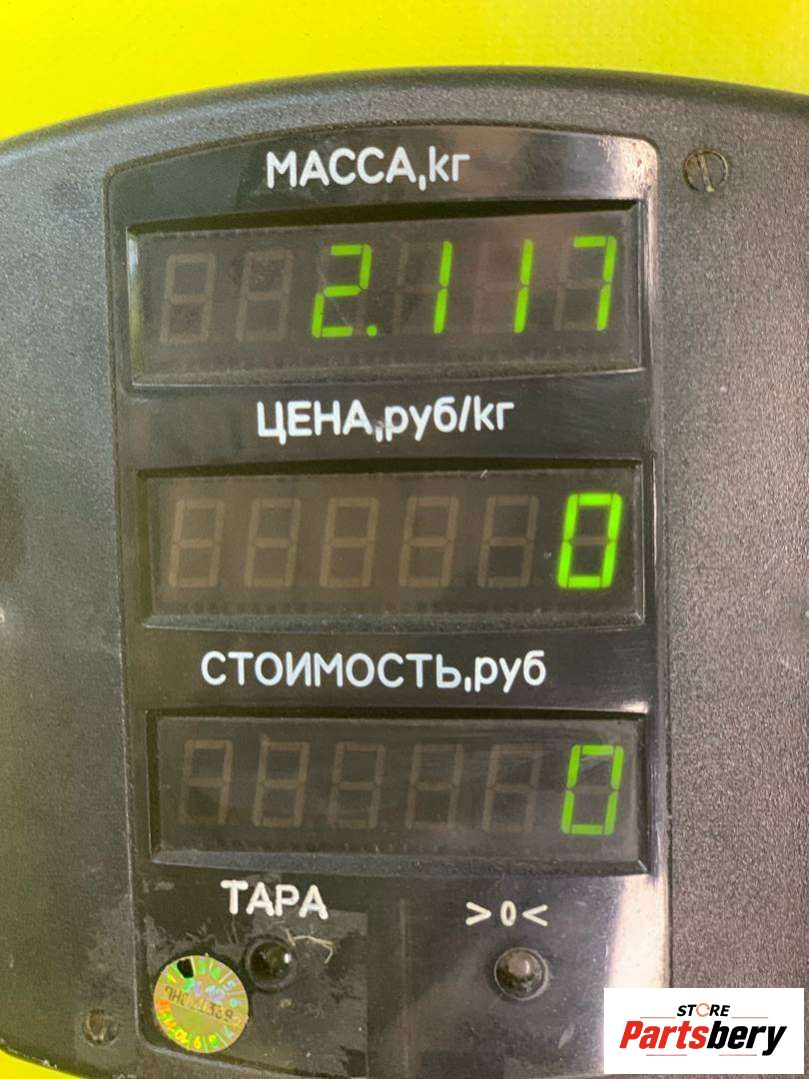 МАССА,кг
2.117
ЦЕНА,руб/кг
0
СТОИМОСТЬ,руб
0
ТАРА
>0<
STORE
Partsbery